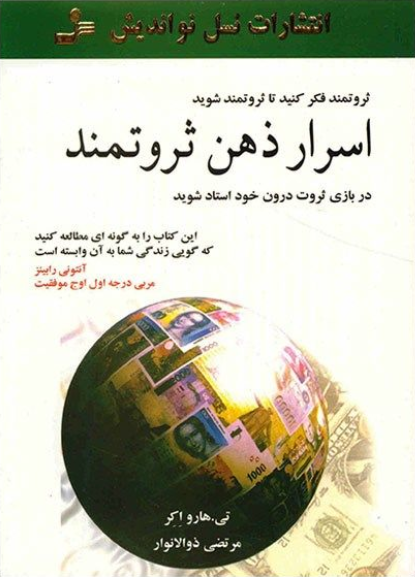 انتشارات نسل نو اندیش
ثروتمند فکر کنید تا ثروتمند شوید
اسرار ذهن ثروتمند
در بازی ثروت درون خود استاد شوید
این کتاب را به گونه ای مطالعه کنید
که گویی زندگی شما به آن وابسته است
آنتونی رابینز
مربی درجه اول اوج موفقیت
تی.هارو اِکِر
مرتضی ذوالانوار